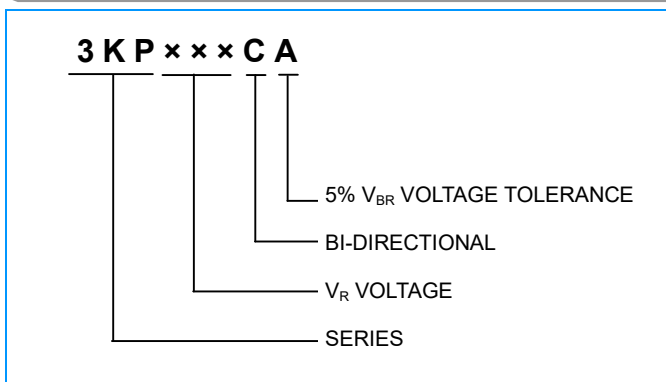 3KP×××CA
5% VBR VOLTAGE TOLERANCE
BI-DIRECTIONAL
VR VOLTAGE
SERIES